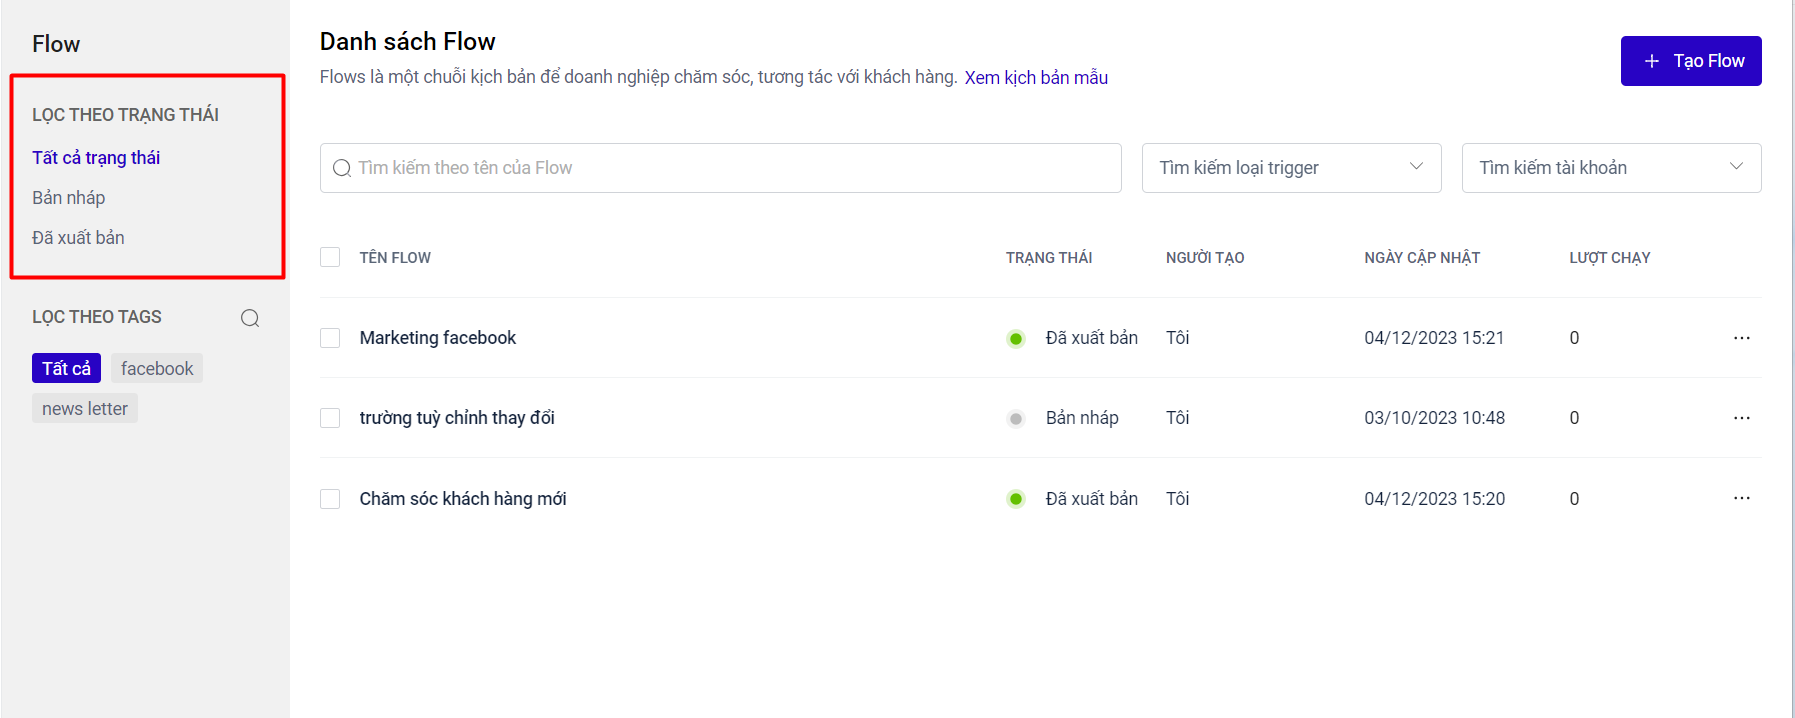 Flow
LỌC THEO TRẠNG THÁI
Tất cả trạng thái
Bản nháp
Đã xuất bản
LỌC THEO TAGS
Tất cả facebook
news letter
Danh sách Flow
Flows là một chuỗi kịch bản để doanh nghiệp chăm sóc, tương tác với khách hàng. Xem kịch bản mẫu
+ Tạo Flow
Tìm kiếm theo tên của Flow Tìm kiếm loại trigger Tìm kiếm tài khoản
TÊN FLOW TRẠNG THÁI NGƯỜI TẠO NGÀY CẬP NHẬT LƯỢT CHẠY
Marketing facebook Đã xuất bản Tôi 04/12/2023 15:21 0 ...
trường tuỳ chỉnh thay đổi Bản nháp Tôi 03/10/2023 10:48 0 ...
Chăm sóc khách hàng mới Đã xuất bản Tôi 04/12/2023 15:20 0 ...